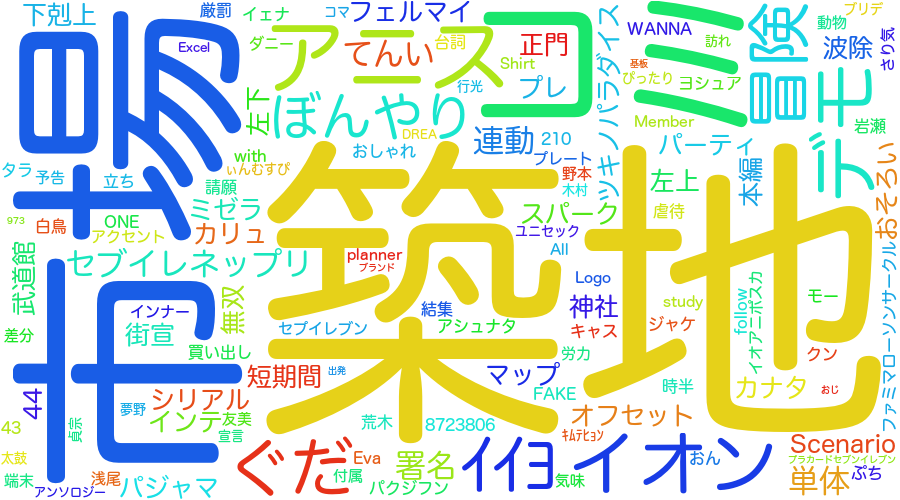 下剋上
厳罰
イェナ
コマ
フェルマイ
アニス
コミ
WANNA
訪れ
動物
ブリデ
さり気
Excel
ダニー
てんい
台詞
Shirt
正門
基板
ぴったり
ヨシュア
波除
冒険
デモ
市場
左下
ぼんやり
行光
プレ
ツキノパラダイス
Member
岩瀬
DREA
連動
210
パーティ
タラ
予告
立ち
with
ぃんむすび
おしゃれ
プレート
野本
木村
左上
本編
おそろい
請願
ミゼラ
築地
スパーク
虐待
973
白鳥
ONE
アクセント
カリュ
ユニセック
武道館
セブイレネップリ
planner
ブランド
All
Logo
study
follow
イオアニポスカ
モー
ファミマローソンサークル
無双
インナー
結集
神社
差分
街宣
セプイレブン
アシュナタ
キャス
ジャケ
クン
買い出し
労力
短期間
出発
マップ
FAKE
時半
カナタ
おじ
44
シリアル
夢野
インテ
友美
荒木
8723806
オフセット
43
貞宗
宣言
太鼓
ぐだ
Eva
署名
ｷﾑﾃﾋｮﾝ
イオン
おん
Scenario
プラカードセブンイレブン
端末
浅尾
付属
気味
単体
ぷち
アンソロジー
パジャマ
パクジフン